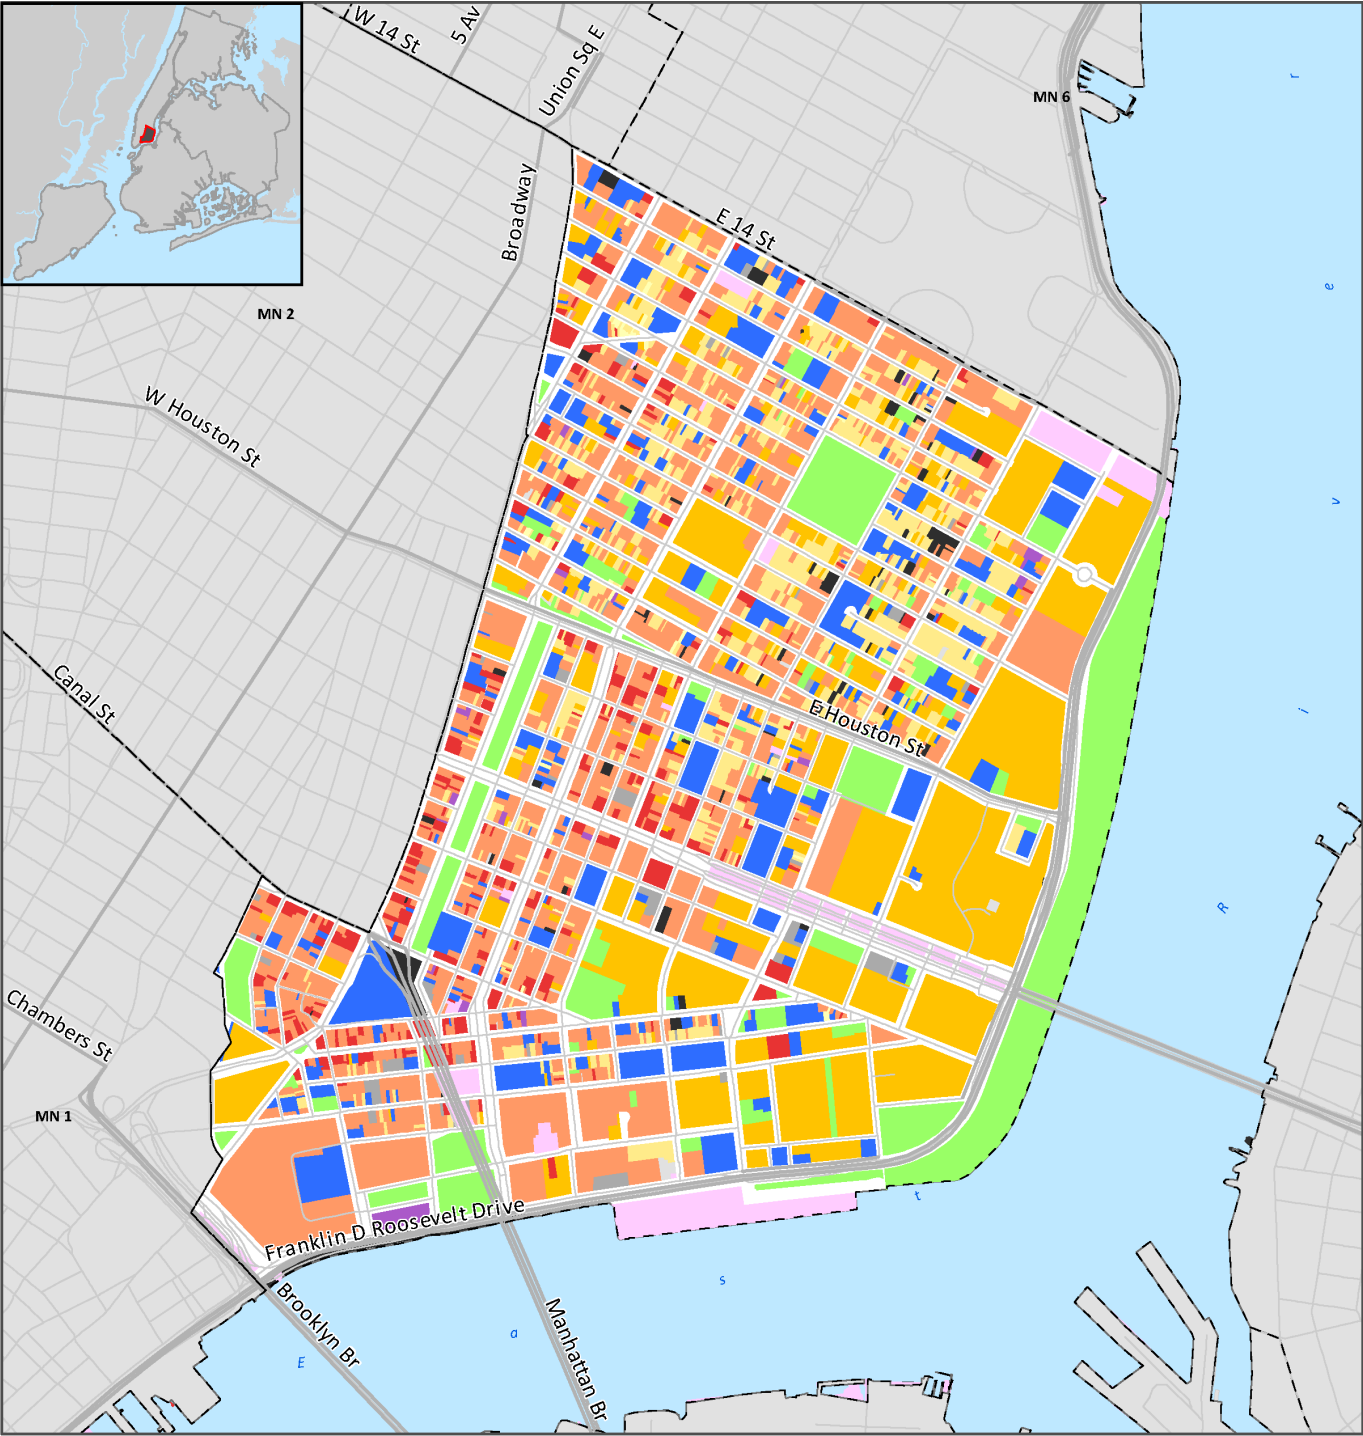 W 14 St
5 Av
Union Sq E
MN 6
r
Broadway
E 14 St
e
MN 2
W Houston St
v
Canal St
E Houston St
i
R
Chambers St
MN 1
t
Franklin D Roosevelt Drive
s
Brooklyn Br
Manhattan Br
a
E